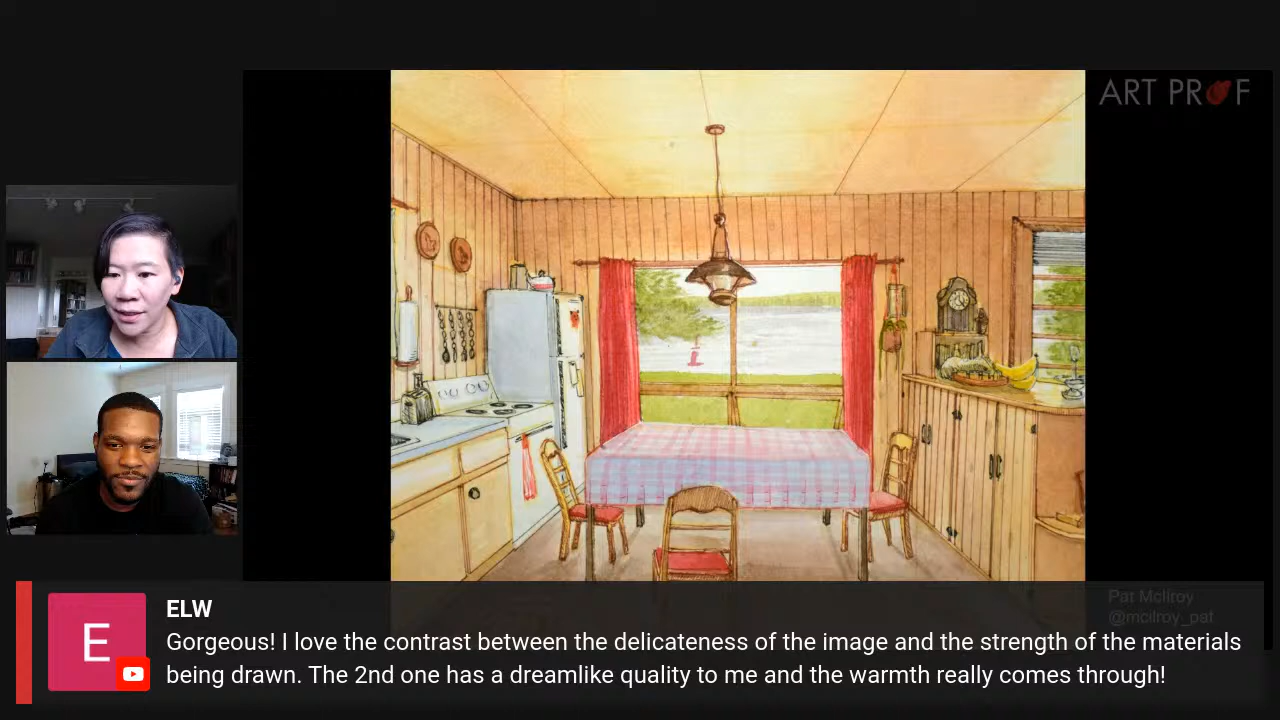 ART PROF
Pat McIlroy
@mcilroy_pat
E
ELW
Gorgeous! I love the contrast between the delicateness of the image and the strength of the materials
being drawn. The 2nd one has a dreamlike quality to me and the warmth really comes through!